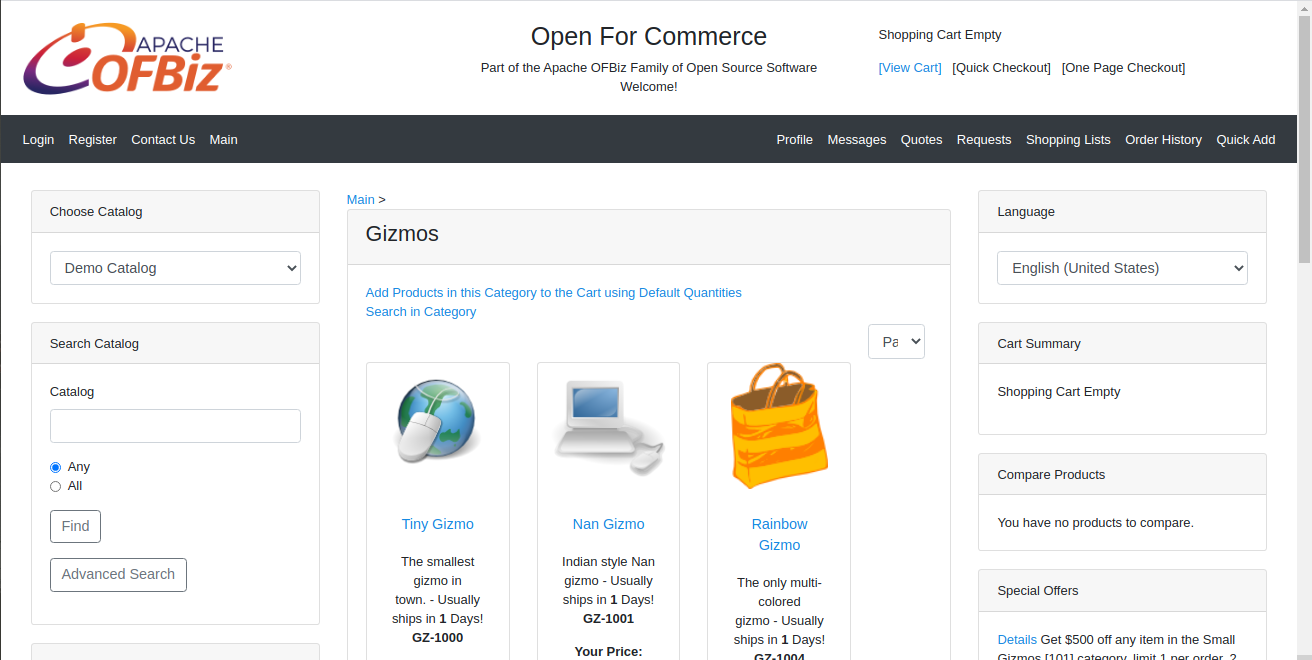 APACHE
OFBiz®
Open For Commerce
Part of the Apache OFBiz Family of Open Source Software
Welcome!
Shopping Cart Empty
[View Cart] [Quick Checkout] [One Page Checkout]
Login Register Contact Us Main
Profile Messages Quotes Requests Shopping Lists Order History Quick Add
Choose Catalog
Demo Catalog
Search Catalog
Catalog
Any
All
Find
Advanced Search
Main >
Gizmos
Add Products in this Category to the Cart using Default Quantities
Search in Category
Pa
Tiny Gizmo
The smallest
gizmo in
town. - Usually
ships in 1 Days!
GZ-1000
Nan Gizmo
Indian style Nan
gizmo - Usually
ships in 1 Days!
GZ-1001
Your Price:
Rainbow
Gizmo
The only multi-
colored
gizmo - Usually
ships in 1 Days!
GZ-1004
Language
English (United States)
Cart Summary
Shopping Cart Empty
Compare Products
You have no products to compare.
Special Offers
Details Get $500 off any item in the Small
Gizmos [101] category, limit 1 per order, 2